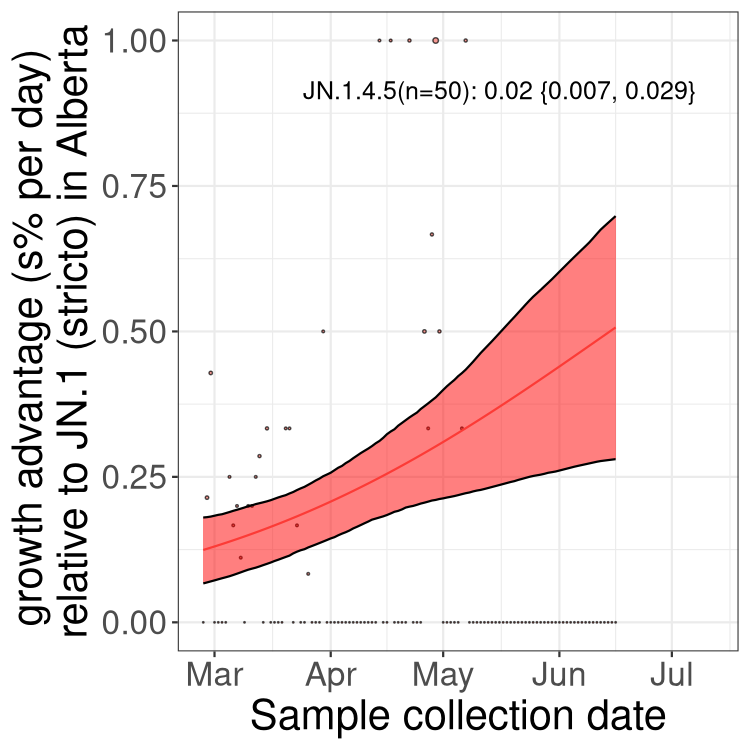 growth advantage (s% per day)
relative to JN.1 (stricto) in Alberta
1.00
0.75
0.50
0.25
0.00
JN.1.4.5(n=50): 0.02 {0.007, 0.029}
Mar Apr May Jun Jul
Sample collection date